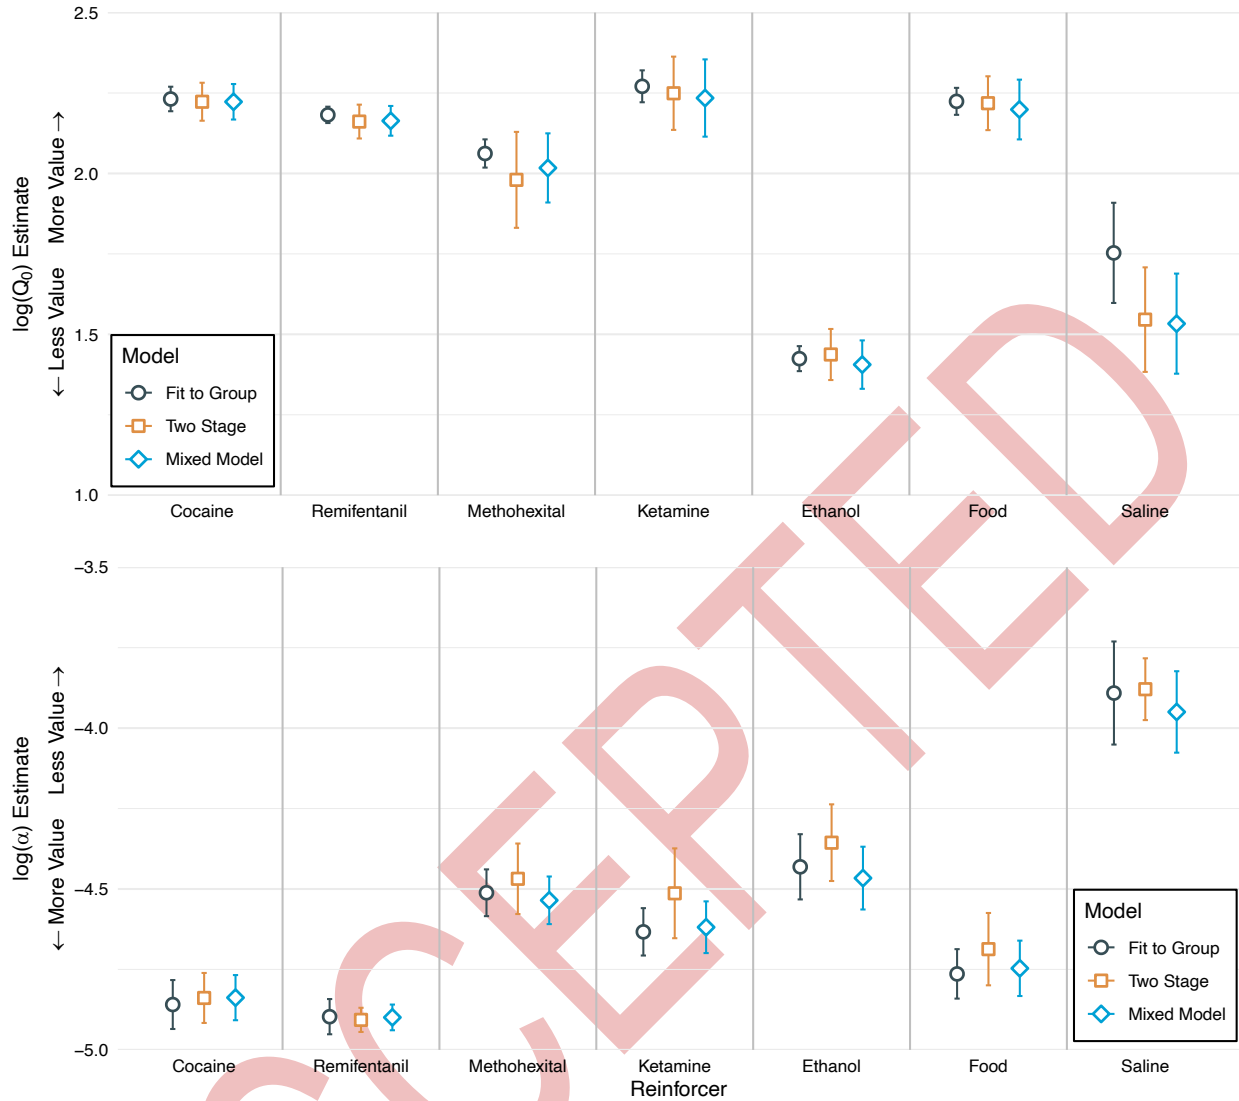 2.5
2.0
1.5
1.0
log(Q0) Estimate
← Less Value    More Value →
Model
Fit to Group
Two Stage
Mixed Model
Cocaine Remifentanil Methohexital Ketamine Ethanol Food Saline
−3.5
−4.0
−4.5
−5.0
log(α) Estimate
← More Value    Less Value →
Model
Fit to Group
Two Stage
Mixed Model
Cocaine Remifentanil Methohexital Ketamine Ethanol Food Saline
Reinforcer
CCEPTED